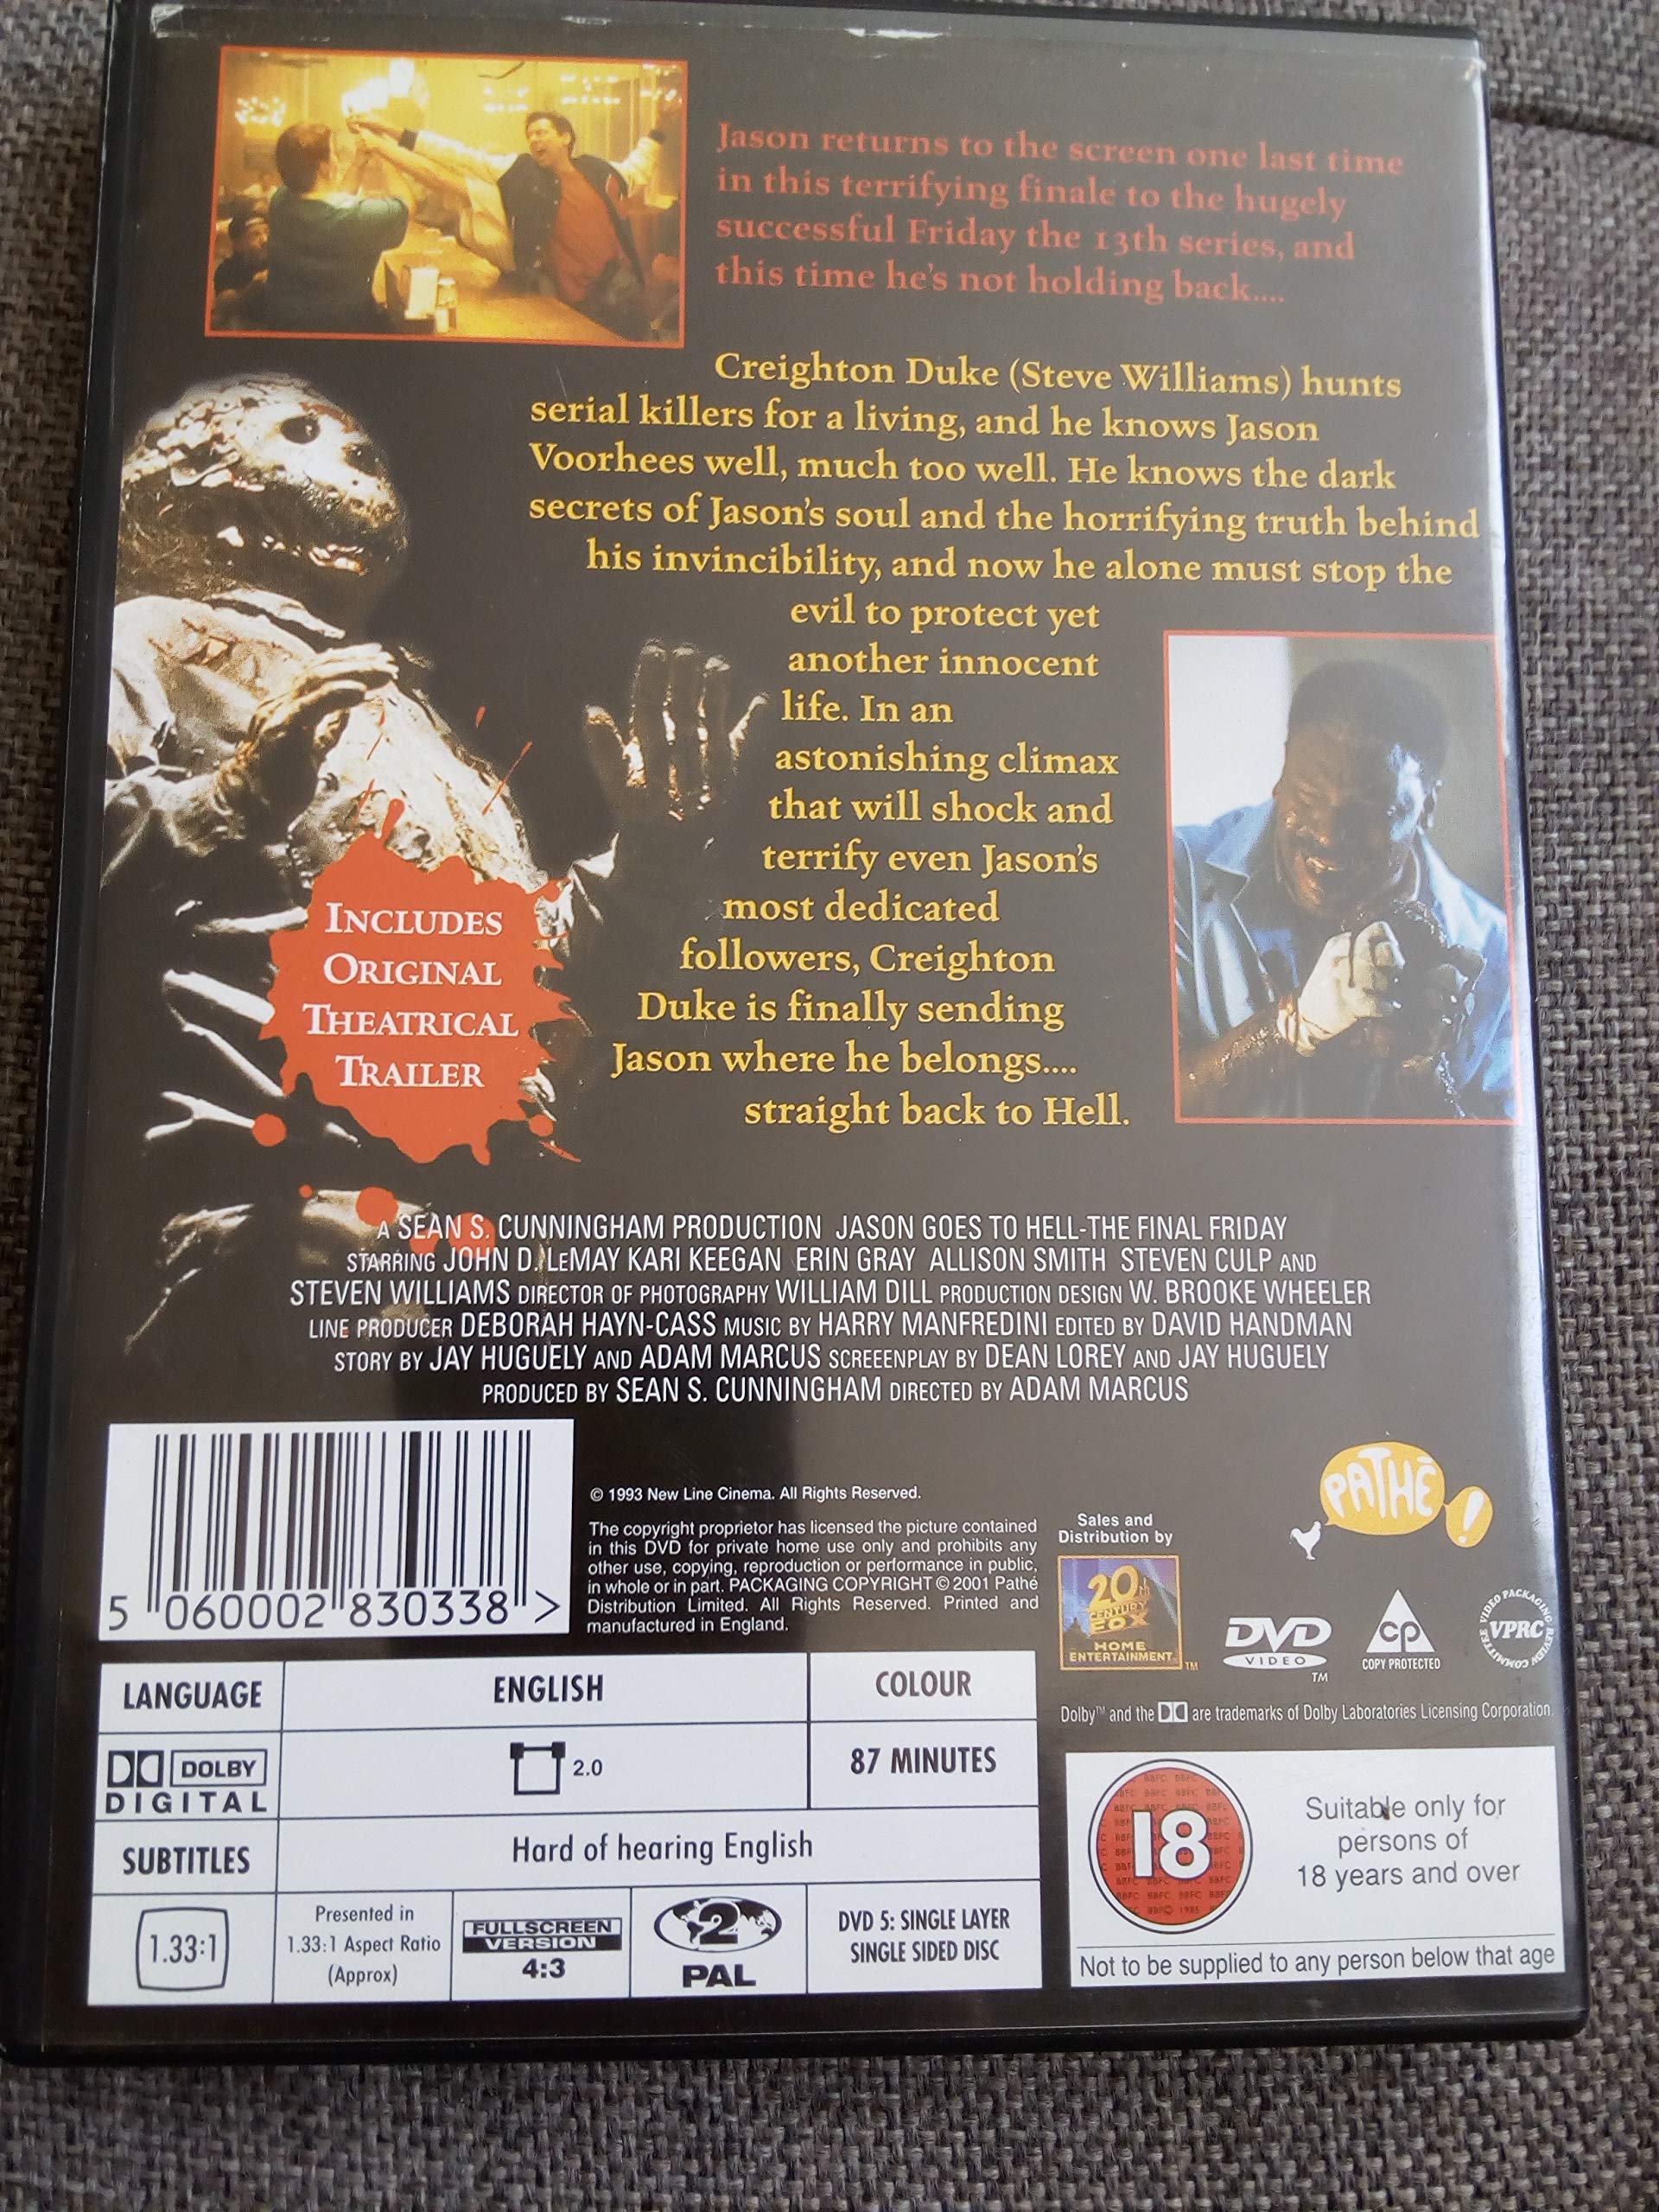 Jason returns to the screen one last time
in this terrifying finale to the hugely
successful Friday the 13th series, and
this time he's not holding back....
Creighton Duke (Steve Williams) hunts
serial killers for a living, and he knows Jason
Voorhees well, much too well. He knows the dark
secrets of Jason's soul and the horrifying truth behind
his invincibility, and now he alone must stop the
evil to protect yet
another innocent
life. In an
astonishing climax
that will shock and
terrify even Jason's
most dedicated
followers, Creighton
Duke is finally sending
Jason where he belongs....
straight back to Hell.
INCLUDES
ORIGINAL
THEATRICAL
TRAILER
A SEAN S. CUNNINGHAM PRODUCTION JASON GOES TO HELL-THE FINAL FRIDAY
STARRING JOHN D. LeMAY KARI KEEGAN ERIN GRAY ALLISON SMITH STEVEN CULP AND
STEVEN WILLIAMS DIRECTOR OF PHOTOGRAPHY WILLIAM DILL PRODUCTION DESIGN W. BROOKE WHEELER
LINE PRODUCER DEBORAH HAYN-CASS MUSIC BY HARRY MANFREDINI EDITED BY DAVID HANDMAN
STORY BY JAY HUGUELY AND ADAM MARCUS SCREEENPLAY BY DEAN LOREY AND JAY HUGUELY
PRODUCED BY SEAN S. CUNNINGHAM DIRECTED BY ADAM MARCUS
5 060002 830338 >
© 1993 New Line Cinema. All Rights Reserved.
The copyright proprietor has licensed the picture contained
in this DVD for private home use only and prohibits any
other use, copying, reproduction or performance in public,
in whole or in part. PACKAGING COPYRIGHT © 2001 Pathé
Distribution Limited. All Rights Reserved. Printed and
manufactured in England.
Sales and
Distribution by
20th
CENTURY
FOX
HOME
ENTERTAINMENT™
PATHĒ!
DVD
VIDEO
TM
cp
COPY PROTECTED
VIDEO PACKAGING REVIEW COMMITTEE
VPRC
Dolby™ and the DD are trademarks of Dolby Laboratories Licensing Corporation.
LANGUAGE
ENGLISH
COLOUR
DOLBY
DIGITAL
2.0
87 MINUTES
SUBTITLES
Hard of hearing English
1.33:1
Presented in
1.33:1 Aspect Ratio
(Approx)
FULLSCREEN
VERSION
4:3
2
PAL
DVD 5: SINGLE LAYER
SINGLE SIDED DISC
18
Suitable only for
persons of
18 years and over
Not to be supplied to any person below that age